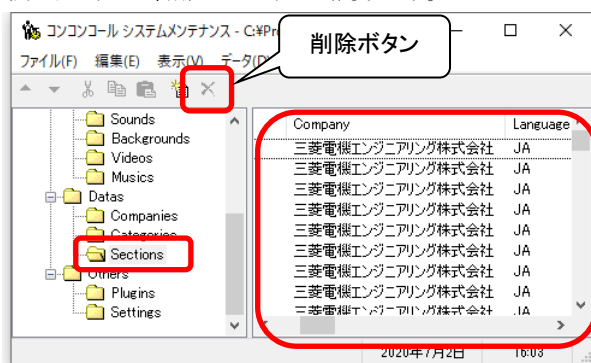 コンコンコール システムメンテナンス - C:¥Pr
削除ボタン
ファイル(F) 編集(E) 表示(V) データ(D)
Sounds
Backgrounds
Videos
Musics
Datas
Companies
Categories
Sections
Others
Plugins
Settings
Company Language
三菱電機エンジニアリング株式会社 JA
三菱電機エンジニアリング株式会社 JA
三菱電機エンジニアリング株式会社 JA
三菱電機エンジニアリング株式会社 JA
三菱電機エンジニアリング株式会社 JA
三菱電機エンジニアリング株式会社 JA
三菱電機エンジニアリング株式会社 JA
三菱電機エンジニアリング株式会社 JA
三菱電機エンジニアリング株式会社 JA
2020年7月2日 16:03